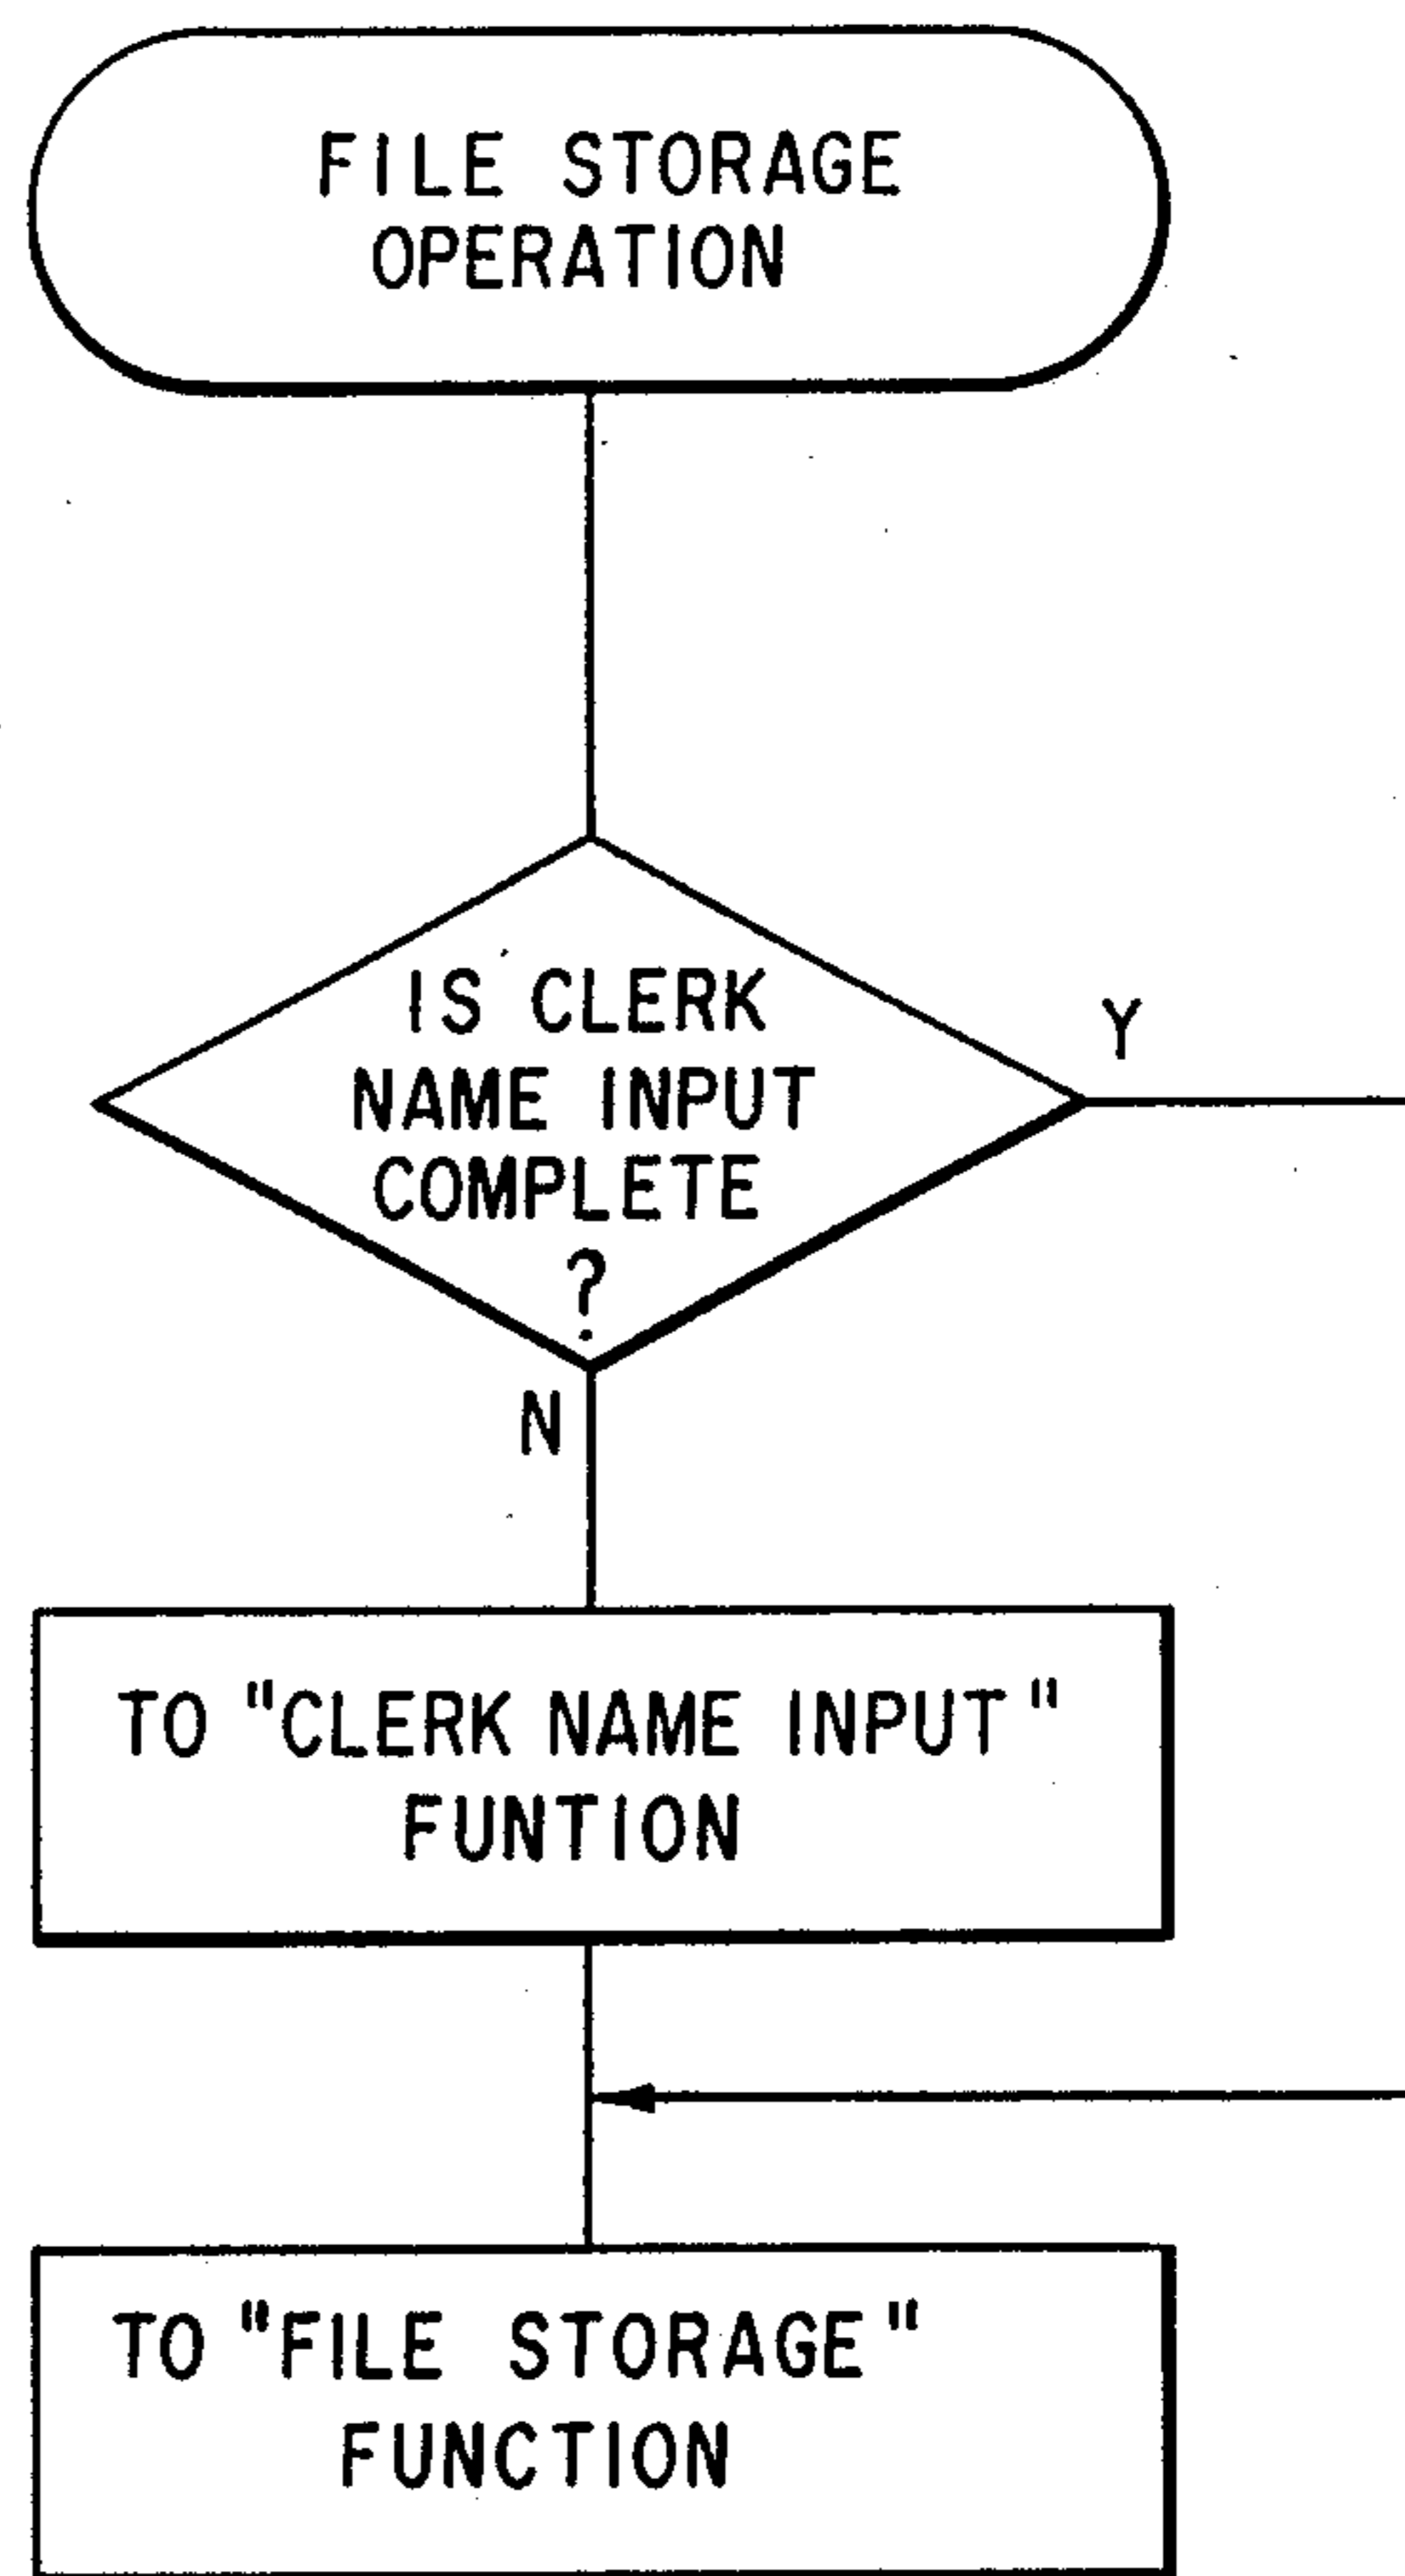 FILE STORAGE
OPERATION
IS CLERK
NAME INPUT
COMPLETE
?
Y
N
TO "CLERK NAME INPUT"
FUNTION
TO "FILE STORAGE"
FUNCTION